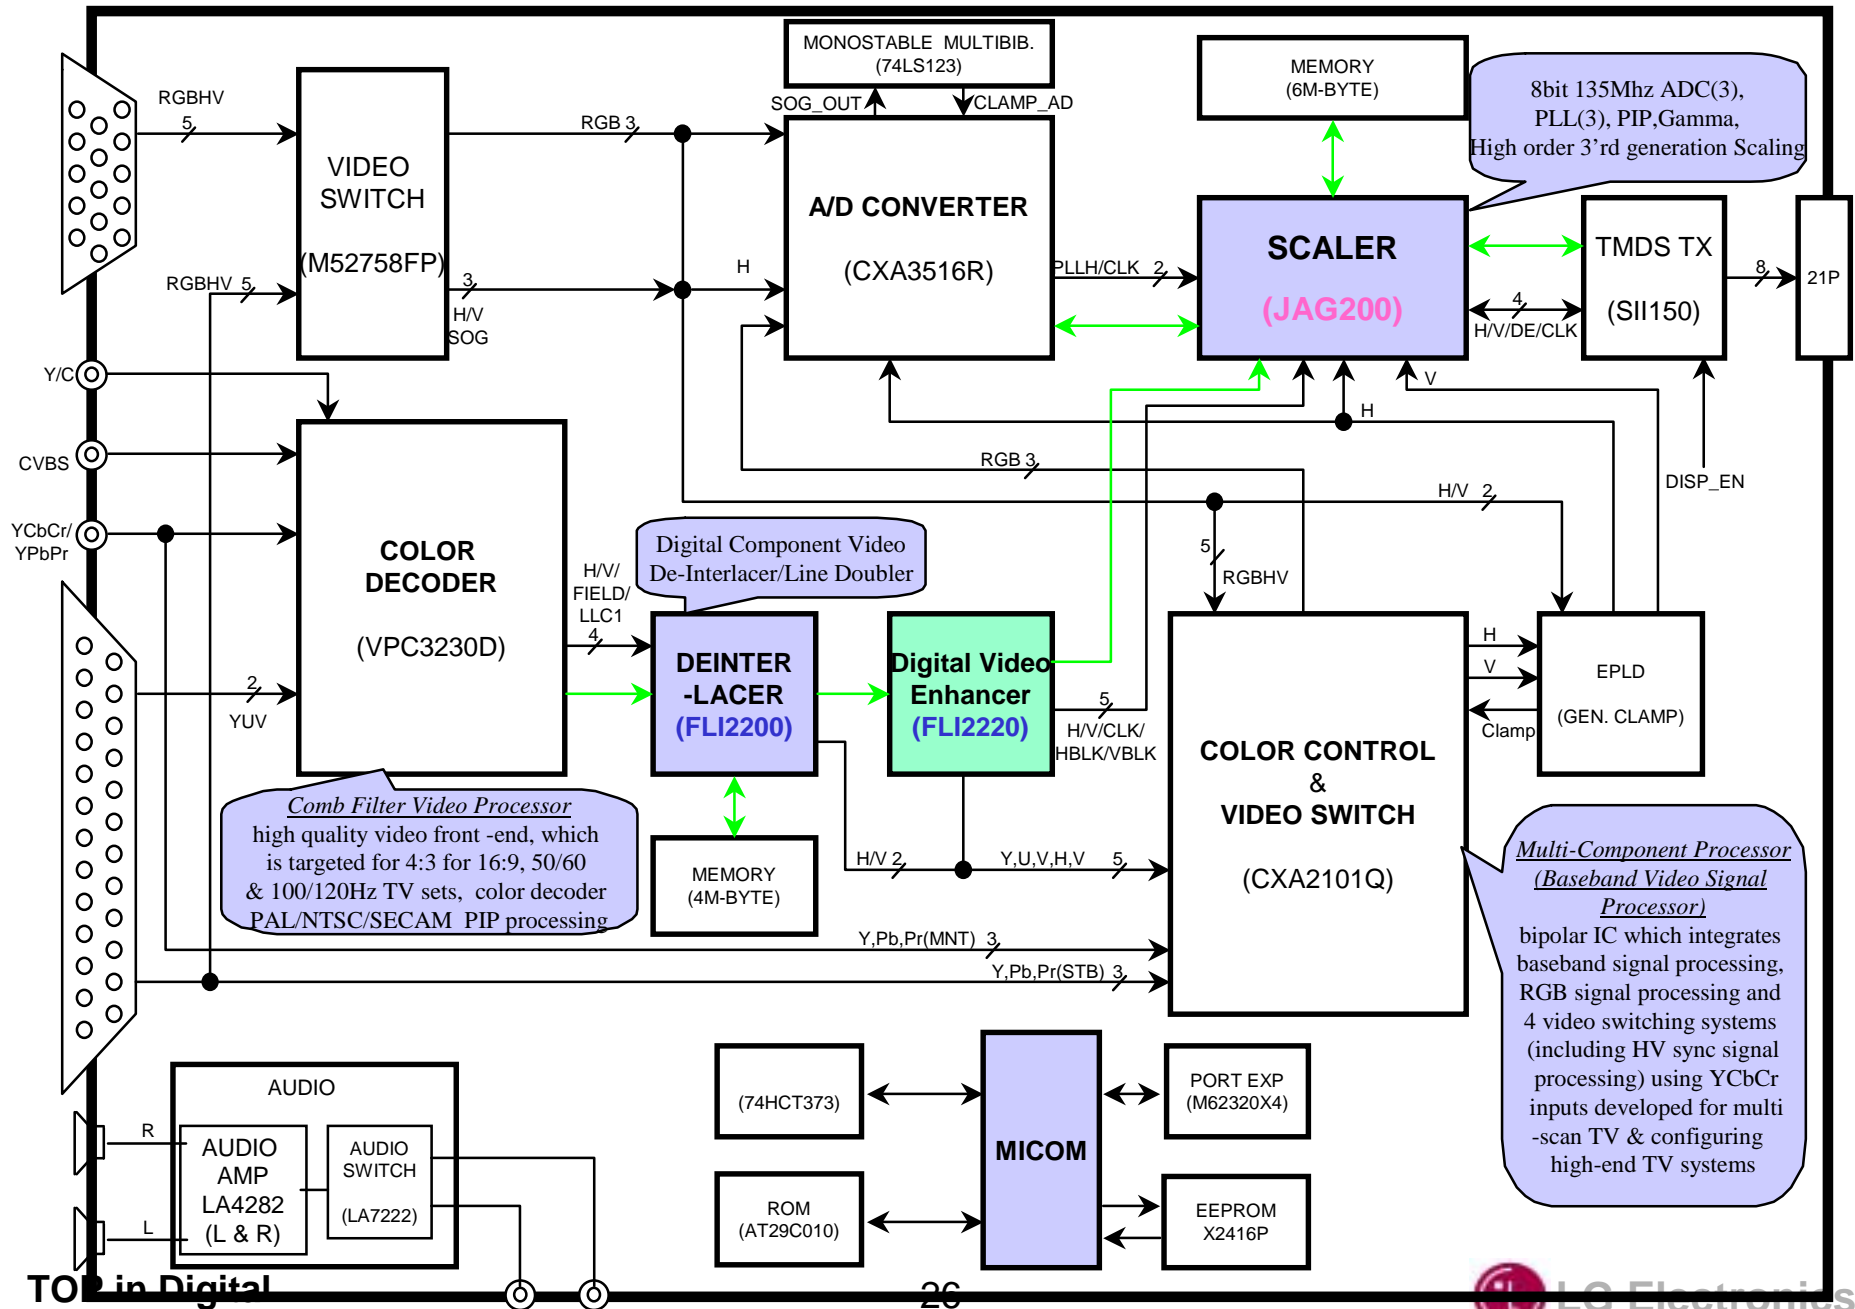 MONOSTABLE MULTIBIB.
(74LS123)
MEMORY
(6M-BYTE)
8bit 135Mhz ADC(3),
PLL(3), PIP,Gamma,
High order 3'rd generation Scaling
RGBHV
5
RGB 3
SOG_OUT
CLAMP_AD
VIDEO
SWITCH
(M52758FP)
A/D CONVERTER
(CXA3516R)
SCALER
(JAG200)
TMDS TX
(SII150)
21P
8
RGBHV 5
3
H/V
SOG
H
PLLH/CLK 2
4
H/V/DE/CLK
Y/C
V
H
CVBS
RGB 3
H/V 2
DISP_EN
YCbCr/
YPbPr
COLOR
DECODER
(VPC3230D)
H/V/
FIELD/
LLC1
4
Digital Component Video
De-Interlacer/Line Doubler
5
RGBHV
2
YUV
DEINTER
-LACER
(FLI2200)
Digital Video
Enhancer
(FLI2220)
5
H/V/CLK/
HBLK/VBLK
H
V
Clamp
EPLD
(GEN. CLAMP)
COLOR CONTROL
&
VIDEO SWITCH
(CXA2101Q)
Comb Filter Video Processor
high quality video front -end, which
is targeted for 4:3 for 16:9, 50/60
& 100/120Hz TV sets, color decoder
PAL/NTSC/SECAM PIP processing
MEMORY
(4M-BYTE)
H/V 2
Y,U,V,H,V 5
Y,Pb,Pr(MNT) 3
Y,Pb,Pr(STB) 3
Multi-Component Processor
(Baseband Video Signal
Processor)
bipolar IC which integrates
baseband signal processing,
RGB signal processing and
4 video switching systems
(including HV sync signal
processing) using YCbCr
inputs developed for multi
-scan TV & configuring
high-end TV systems
AUDIO
R
AUDIO
AMP
LA4282
(L & R)
L
AUDIO
SWITCH
(LA7222)
(74HCT373)
ROM
(AT29C010)
MICOM
PORT EXP
(M62320X4)
EEPROM
X2416P
TOP in Digital
26
LG Electronics